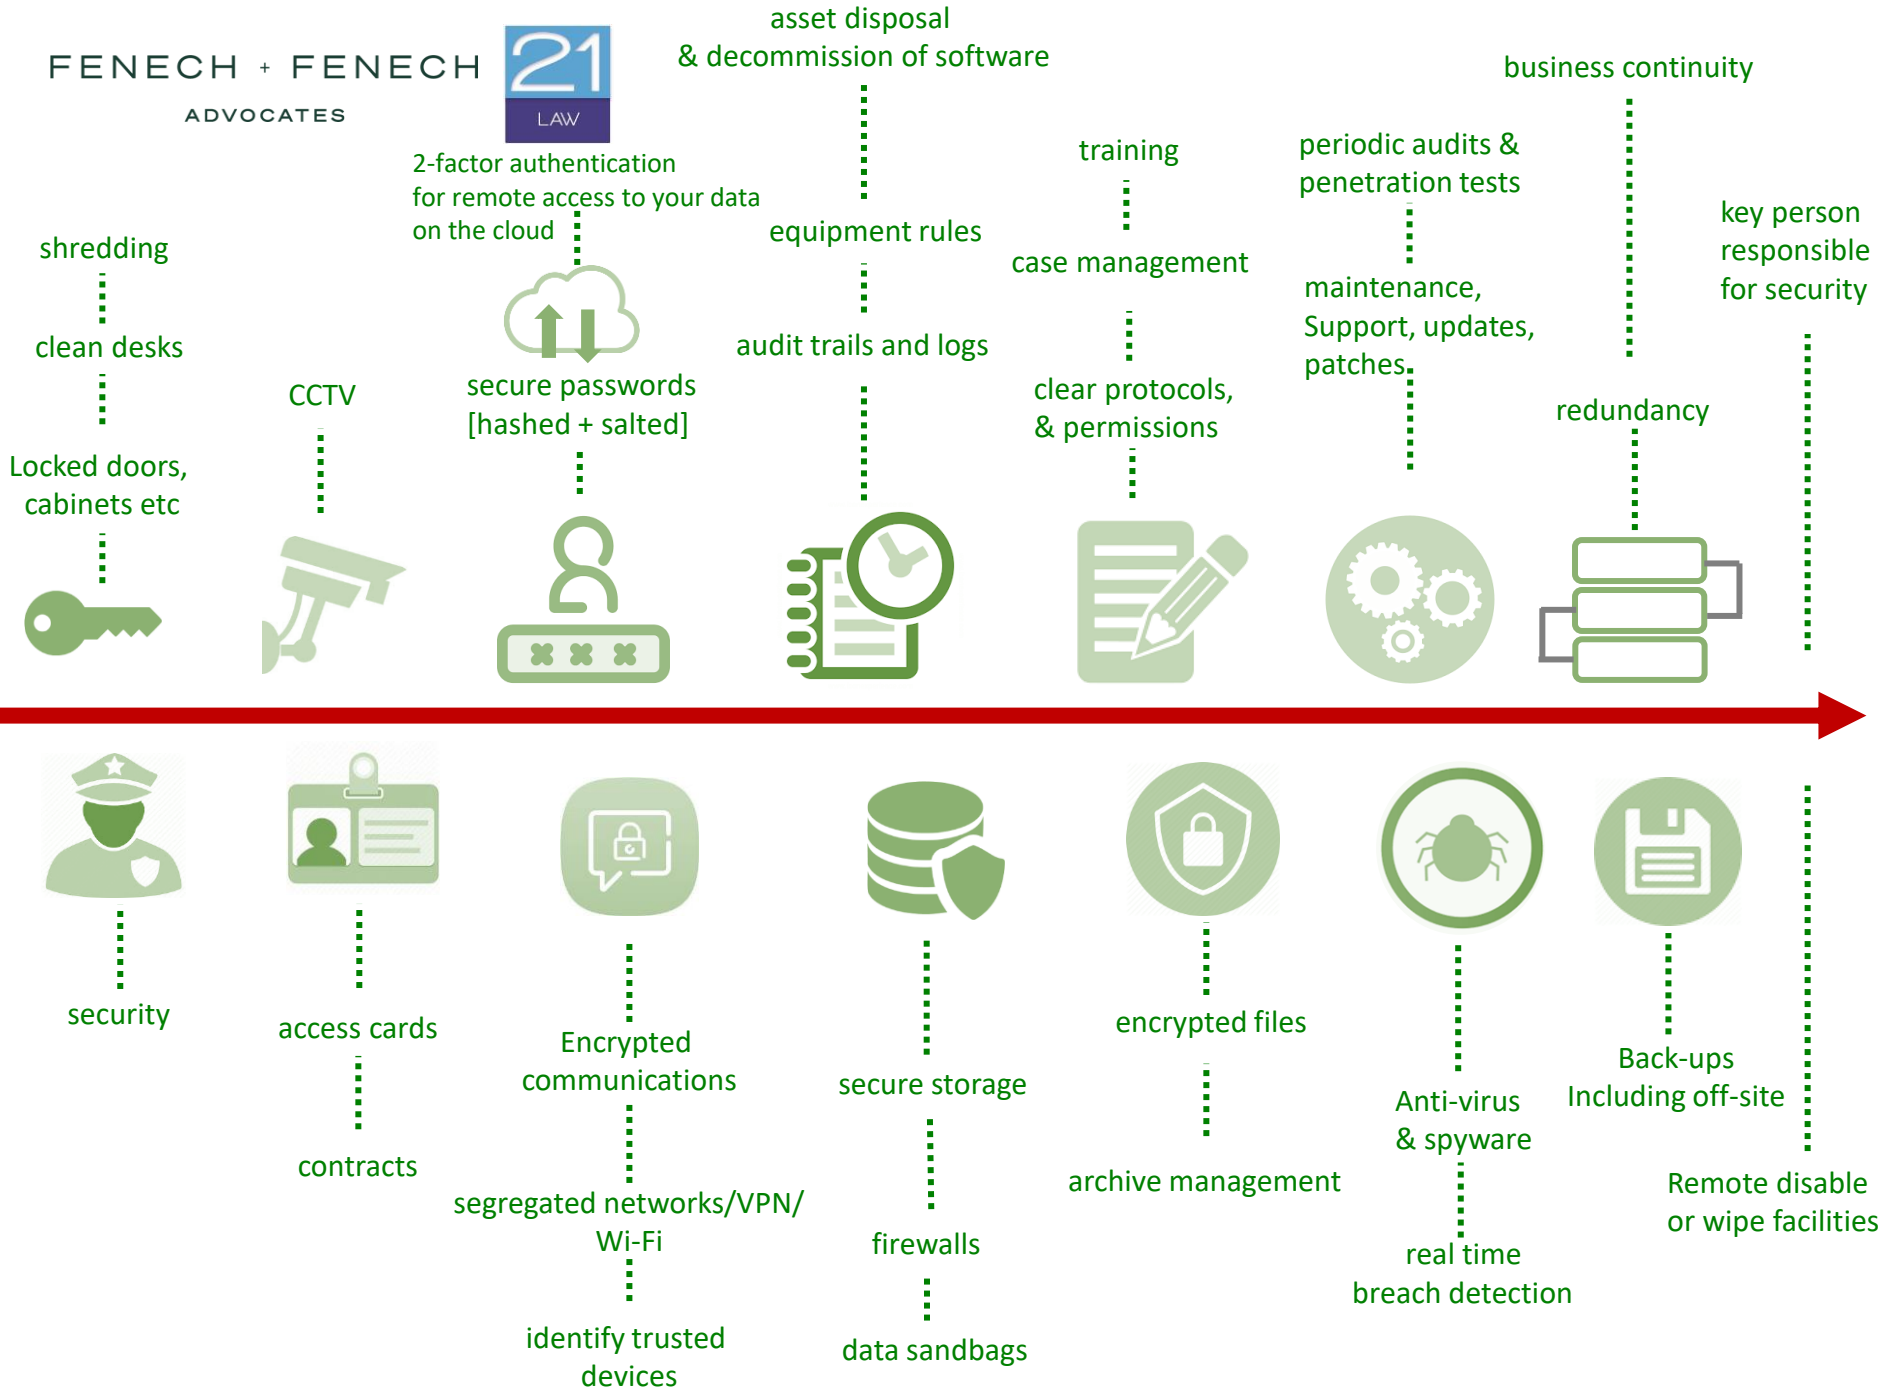 FENECH + FENECH
ADVOCATES
21
LAW
asset disposal
& decommission of software
business continuity
2-factor authentication
for remote access to your data
on the cloud
training
periodic audits &
penetration tests
key person
responsible
for security
shredding
equipment rules
case management
maintenance,
Support, updates,
patches
clean desks
audit trails and logs
CCTV
secure passwords
[hashed + salted]
clear protocols,
& permissions
redundancy
Locked doors,
cabinets etc
security
access cards
contracts
Encrypted
communications
segregated networks/VPN/
Wi-Fi
identify trusted
devices
secure storage
firewalls
data sandbags
encrypted files
archive management
Anti-virus
& spyware
real time
breach detection
Back-ups
Including off-site
Remote disable
or wipe facilities